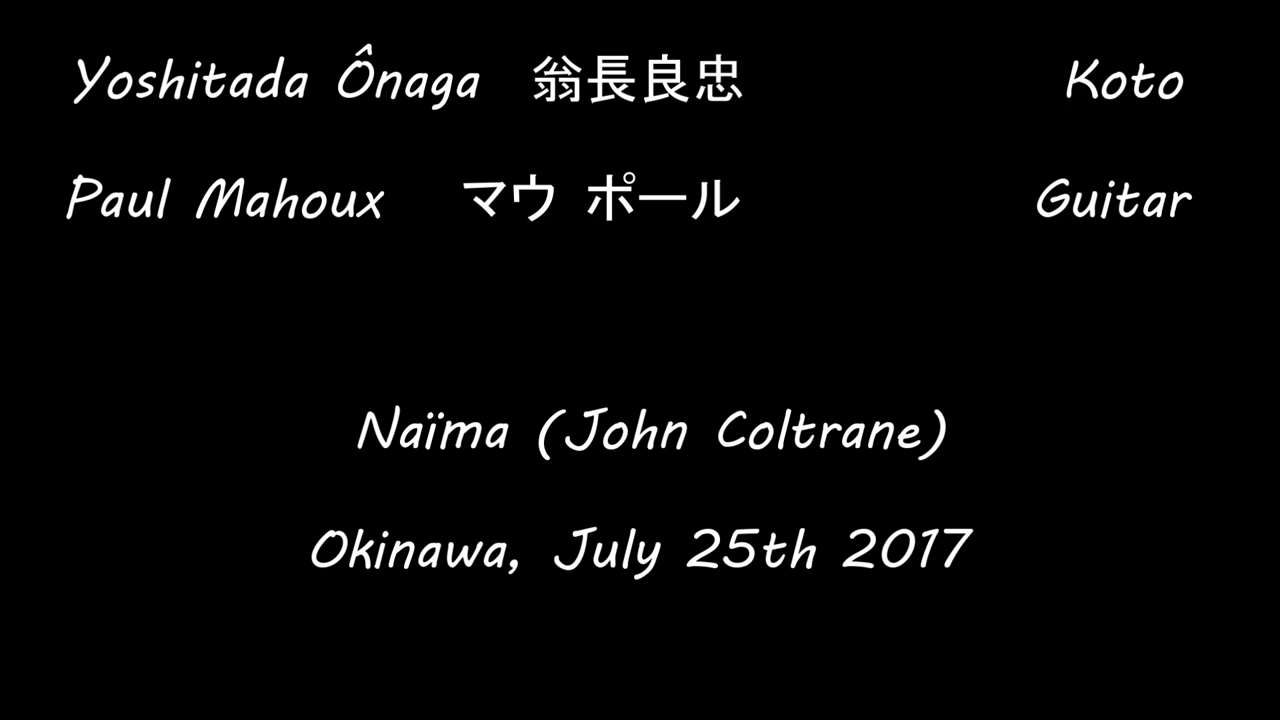 Yoshitada Ônaga 翁長良忠 Koto
Paul Mahoux マウ ポール Guitar
Naïma (John Coltrane)
Okinawa, July 25th 2017